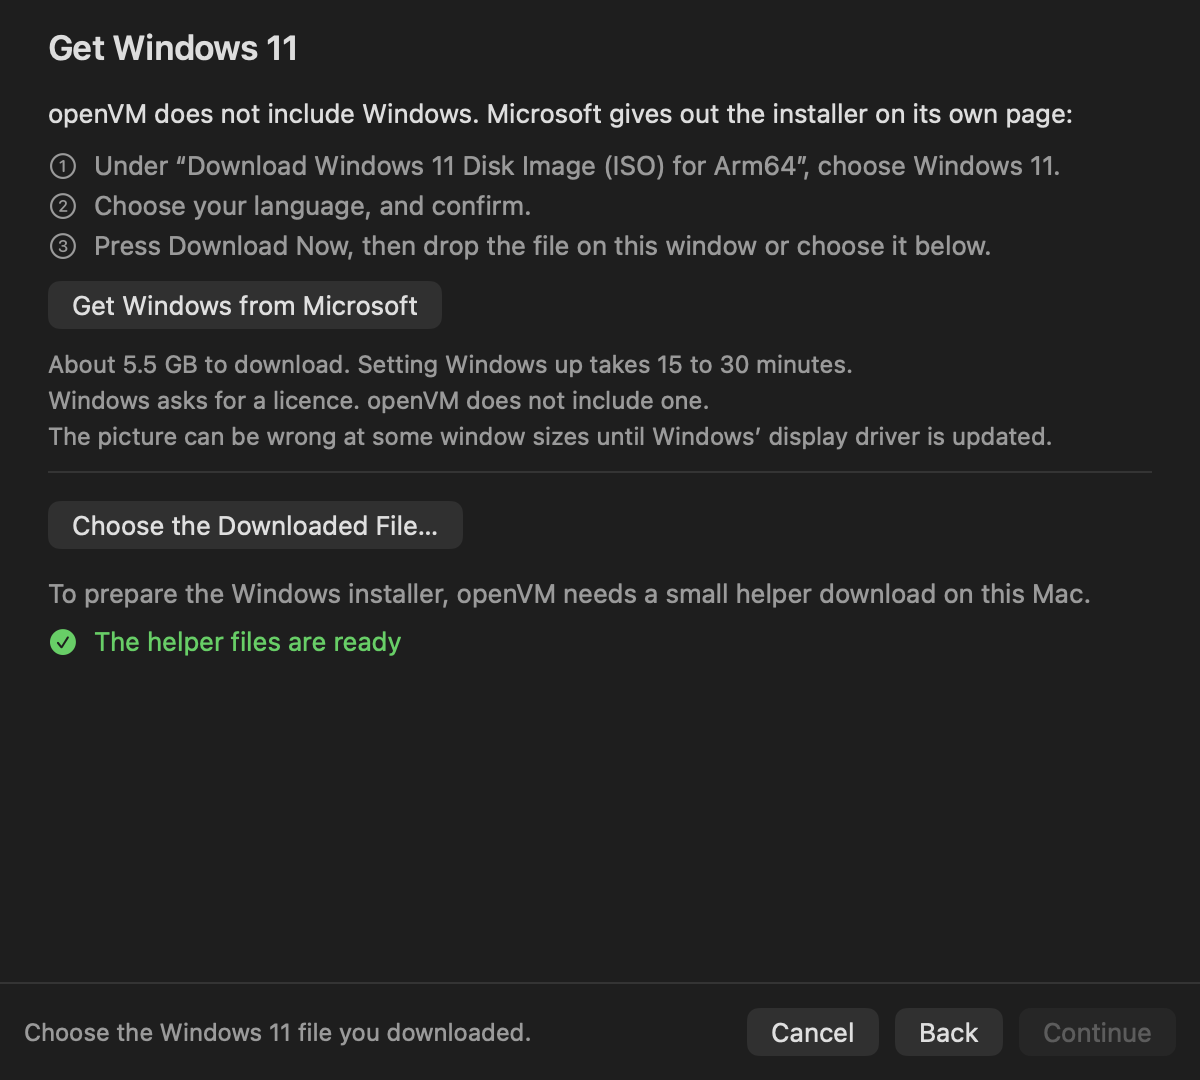 Get Windows 11
openVM does not include Windows. Microsoft gives out the installer on its own page:
1 Under “Download Windows 11 Disk Image (ISO) for Arm64”, choose Windows 11.
2 Choose your language, and confirm.
3 Press Download Now, then drop the file on this window or choose it below.
Get Windows from Microsoft
About 5.5 GB to download. Setting Windows up takes 15 to 30 minutes.
Windows asks for a licence. openVM does not include one.
The picture can be wrong at some window sizes until Windows’ display driver is updated.
Choose the Downloaded File...
To prepare the Windows installer, openVM needs a small helper download on this Mac.
The helper files are ready
Choose the Windows 11 file you downloaded.
Cancel
Back
Continue